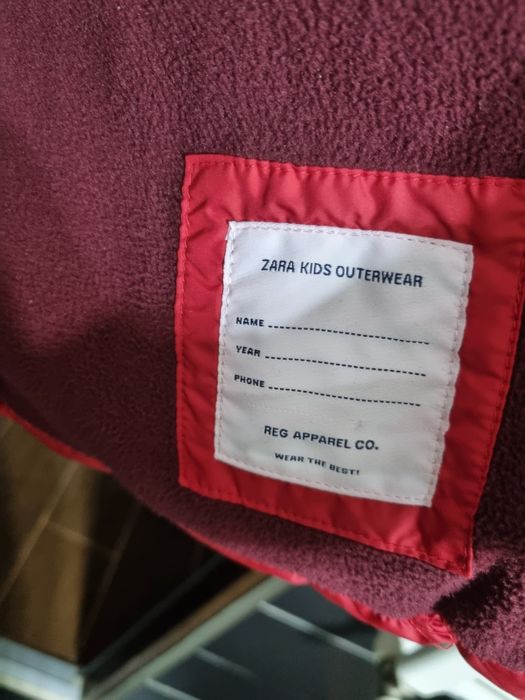 ZARA KIDS OUTERWEAR
NAME
YEAR
PHONE
REG APPAREL CO.
WEAR THE BEST!